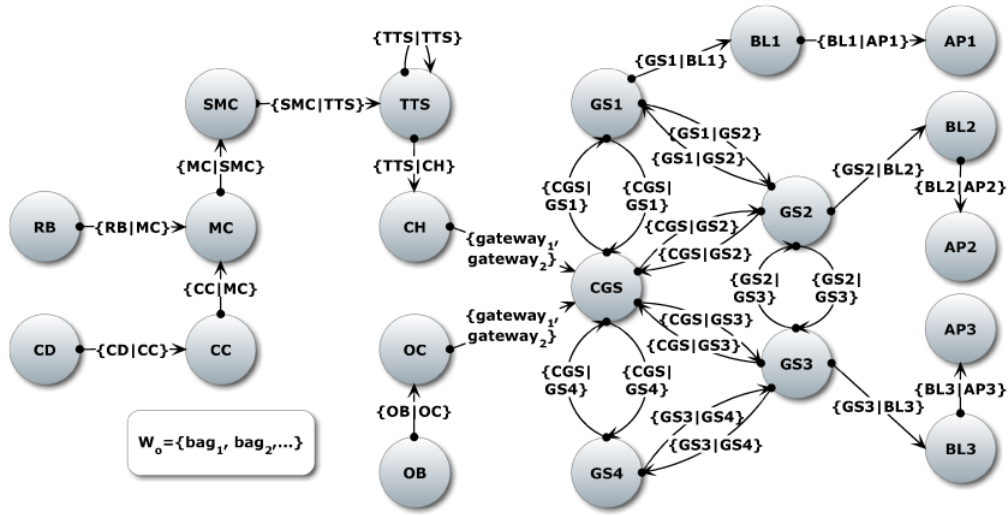 {TTS|TTS}
BL1
{BL1|AP1}
AP1
{GS1|BL1}
SMC
{SMC|TTS}
TTS
GS1
{GS1|GS2}
{GS1|GS2}
BL2
{MC|SMC}
{TTS|CH}
{GS2|BL2}
{BL2|AP2}
{CGS|
GS1}
{CGS|
GS1}
RB
{RB|MC}
MC
CH
{CGS|GS2}
{CGS|GS2}
GS2
AP2
{gateway1,
gateway2}
{CC|MC}
CGS
{GS2|
GS3}
{GS2|
GS3}
{gateway1,
gateway2}
{CGS|GS3}
{CGS|GS3}
AP3
CD
{CD|CC}
CC
OC
{CGS|
GS4}
{CGS|
GS4}
GS3
{BL3|AP3}
{OB|OC}
{GS3|GS4}
{GS3|GS4}
{GS3|BL3}
Wo={bag1, bag2,...}
OB
GS4
BL3